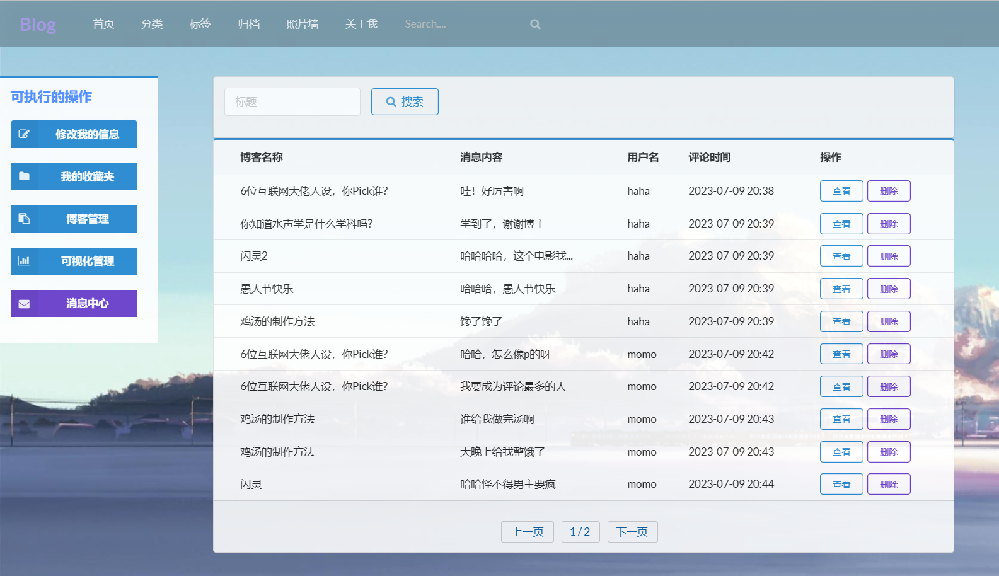 Blog 首页 分类 标签 归档 照片墙 关于我 Search....
可执行的操作
修改我的信息
我的收藏夹
博客管理
可视化管理
消息中心
标题 搜索
博客名称 消息内容 用户名 评论时间 操作
6位互联网大佬人设，你Pick谁？ 哇！好厉害啊 haha 2023-07-09 20:38 查看 删除
你知道水声学是什么学科吗？ 学到了，谢谢博主 haha 2023-07-09 20:39 查看 删除
闪灵2 哈哈哈哈，这个电影我... haha 2023-07-09 20:39 查看 删除
愚人节快乐 哈哈哈，愚人节快乐 haha 2023-07-09 20:39 查看 删除
鸡汤的制作方法 馋了馋了 haha 2023-07-09 20:39 查看 删除
6位互联网大佬人设，你Pick谁？ 哈哈，怎么像p的呀 momo 2023-07-09 20:42 查看 删除
6位互联网大佬人设，你Pick谁？ 我要成为评论最多的人 momo 2023-07-09 20:42 查看 删除
鸡汤的制作方法 谁给我做完汤啊 momo 2023-07-09 20:43 查看 删除
鸡汤的制作方法 大晚上给我整饿了 momo 2023-07-09 20:43 查看 删除
闪灵 哈哈怪不得男主要疯 momo 2023-07-09 20:44 查看 删除
上一页 1 / 2 下一页